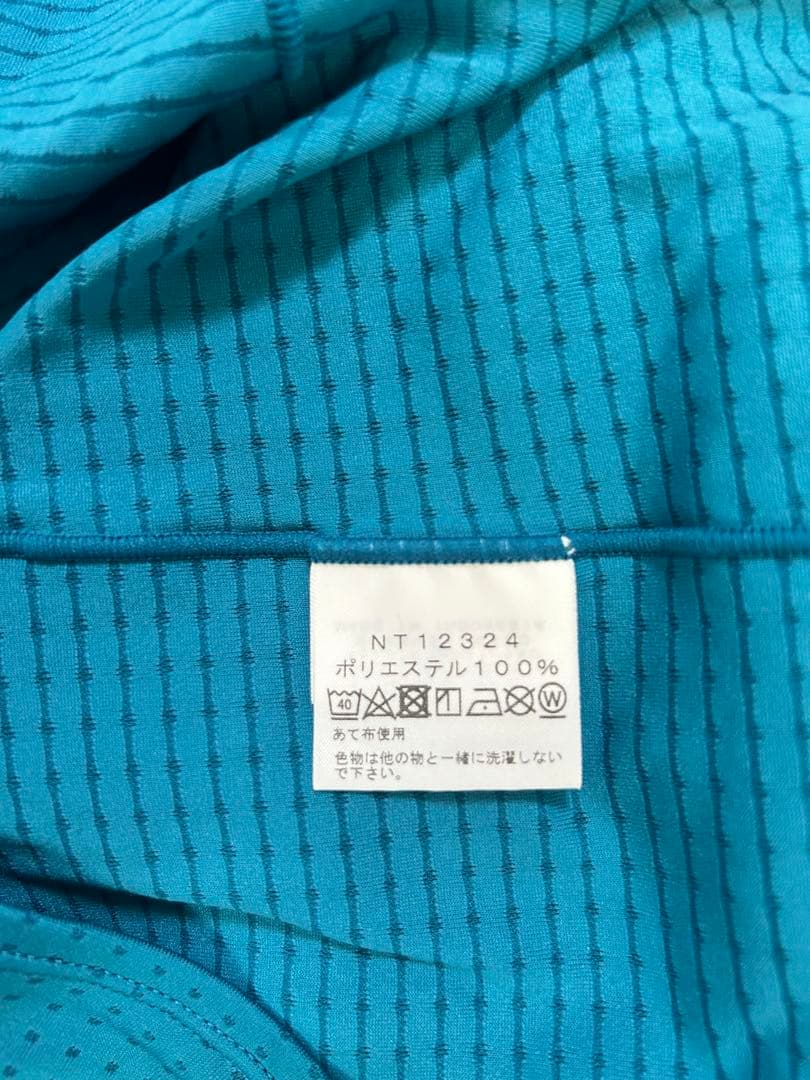 NT12324
ポリエステル100%
40 W
あて布使用
色物は他の物と一緒に洗濯しない
で下さい。